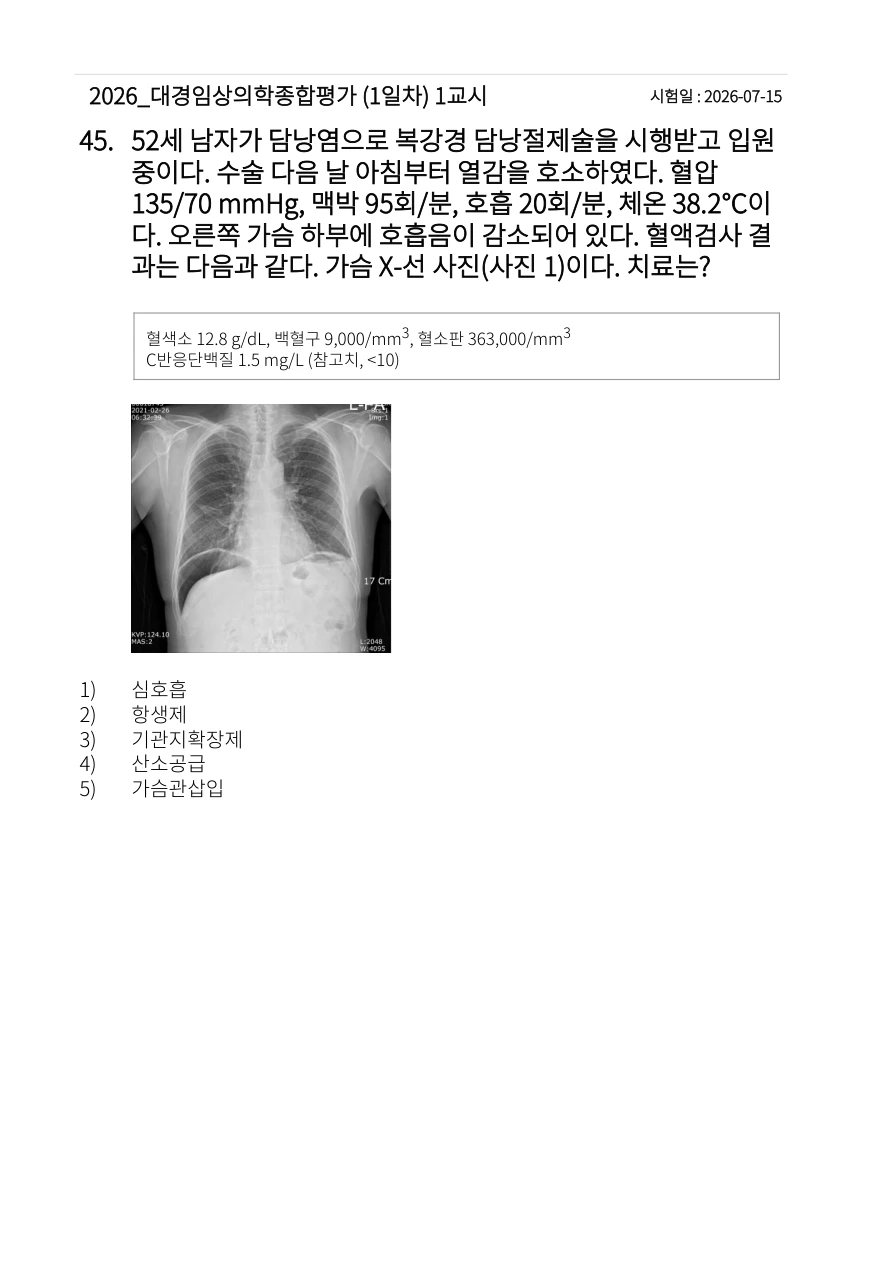 2026_대경임상의학종합평가 (1일차) 1교시
시험일 : 2026-07-15
45. 52세 남자가 담낭염으로 복강경 담낭절제술을 시행받고 입원
중이다. 수술 다음 날 아침부터 열감을 호소하였다. 혈압
135/70 mmHg, 맥박 95회/분, 호흡 20회/분, 체온 38.2℃이
다. 오른쪽 가슴 하부에 호흡음이 감소되어 있다. 혈액검사 결
과는 다음과 같다. 가슴 X-선 사진(사진 1)이다. 치료는?
혈색소 12.8 g/dL, 백혈구 9,000/mm³, 혈소판 363,000/mm³
C반응단백질 1.5 mg/L (참고치, <10)
2021-02-26
06:32:39
Img:1
17 Cm
KVP:124.10
MAS:2
L:2048
W:4095
1) 심호흡
2) 항생제
3) 기관지확장제
4) 산소공급
5) 가슴관삽입